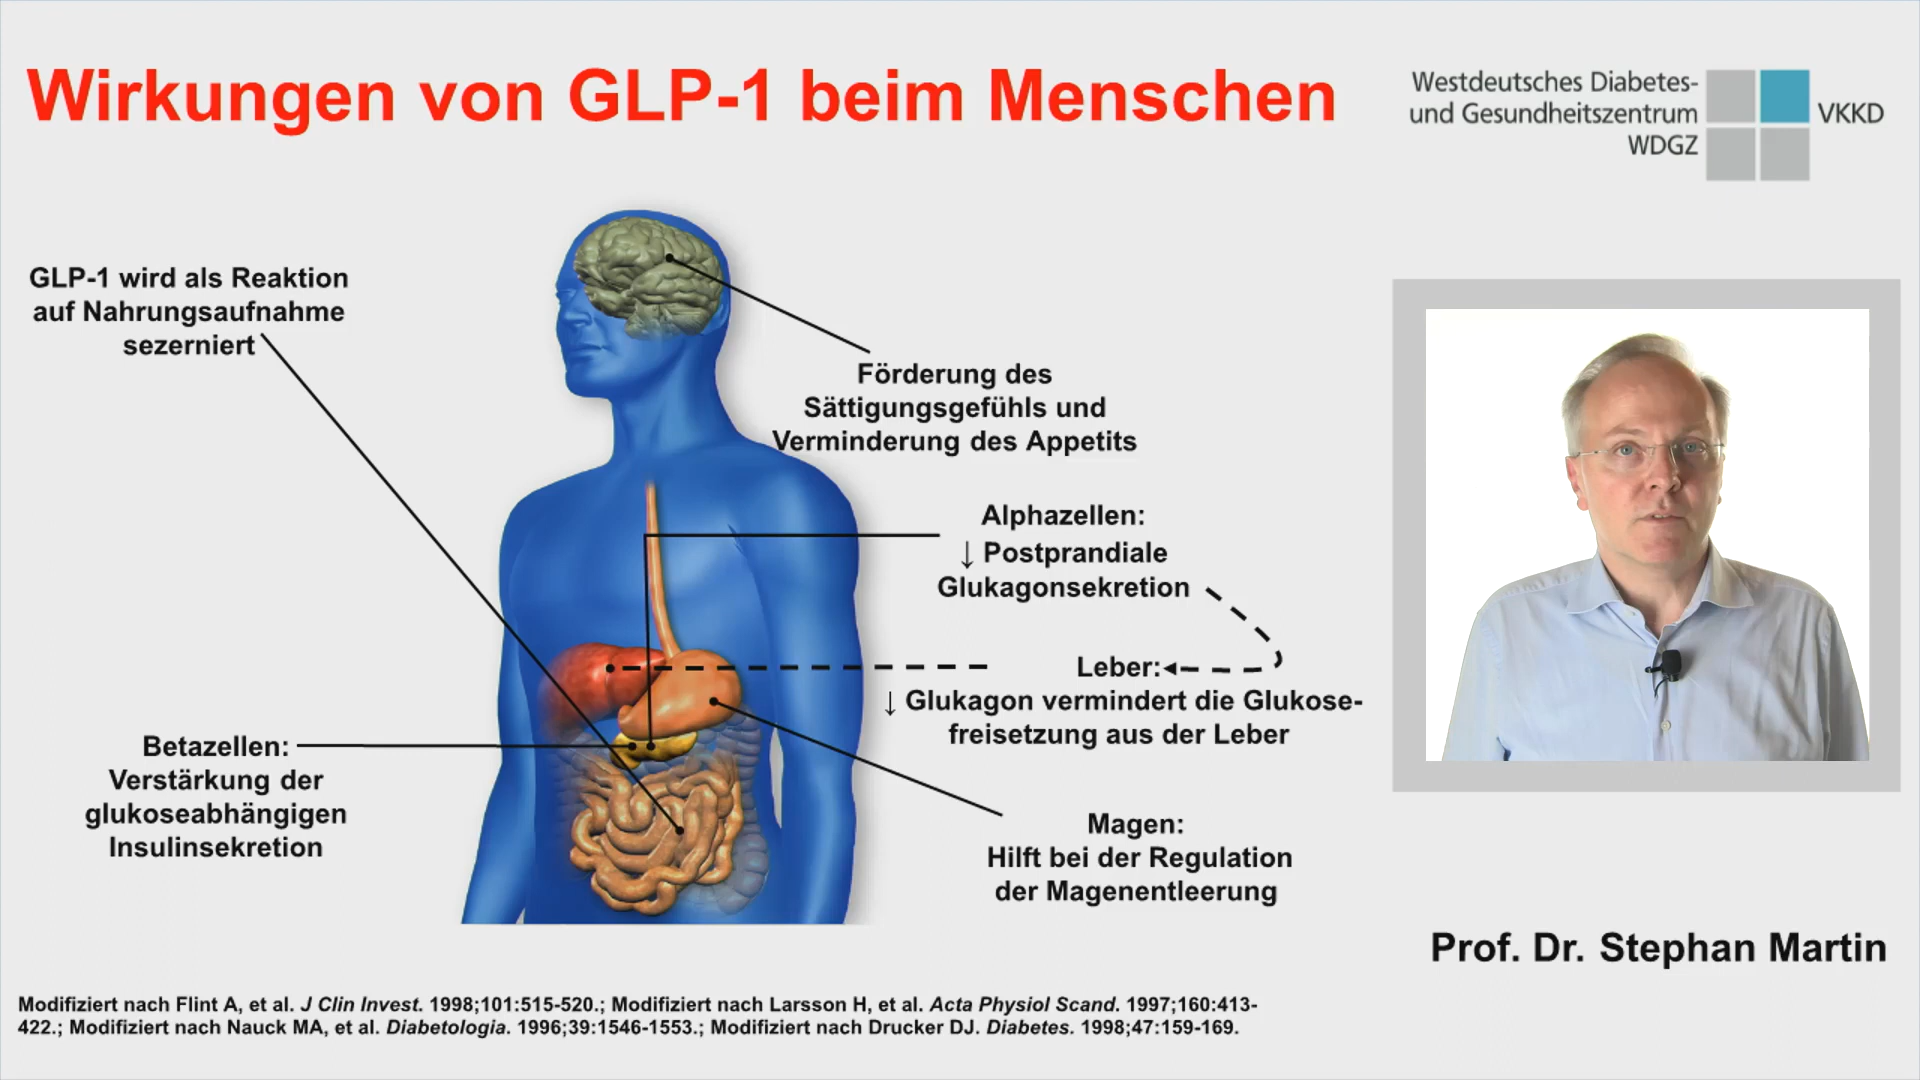 Wirkungen von GLP-1 beim Menschen
Westdeutsches Diabetes-
und Gesundheitszentrum
WDGZ
VKKD
GLP-1 wird als Reaktion
auf Nahrungsaufnahme
sezerniert
Förderung des
Sättigungsgefühls und
Verminderung des Appetits
Alphazellen:
↓ Postprandiale
Glukagonsekretion
Leber:
↓ Glukagon vermindert die Glukose-
freisetzung aus der Leber
Betazellen:
Verstärkung der
glukoseabhängigen
Insulinsekretion
Magen:
Hilft bei der Regulation
der Magenentleerung
Prof. Dr. Stephan Martin
Modifiziert nach Flint A, et al. J Clin Invest. 1998;101:515-520.; Modifiziert nach Larsson H, et al. Acta Physiol Scand. 1997;160:413-
422.; Modifiziert nach Nauck MA, et al. Diabetologia. 1996;39:1546-1553.; Modifiziert nach Drucker DJ. Diabetes. 1998;47:159-169.